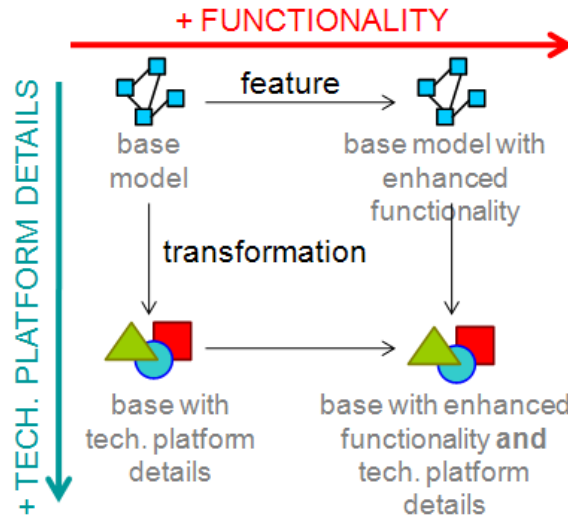 + FUNCTIONALITY
+ TECH. PLATFORM DETAILS
feature
base
model
base model with
enhanced
functionality
transformation
base with
tech. platform
details
base with enhanced
functionality and
tech. platform
details